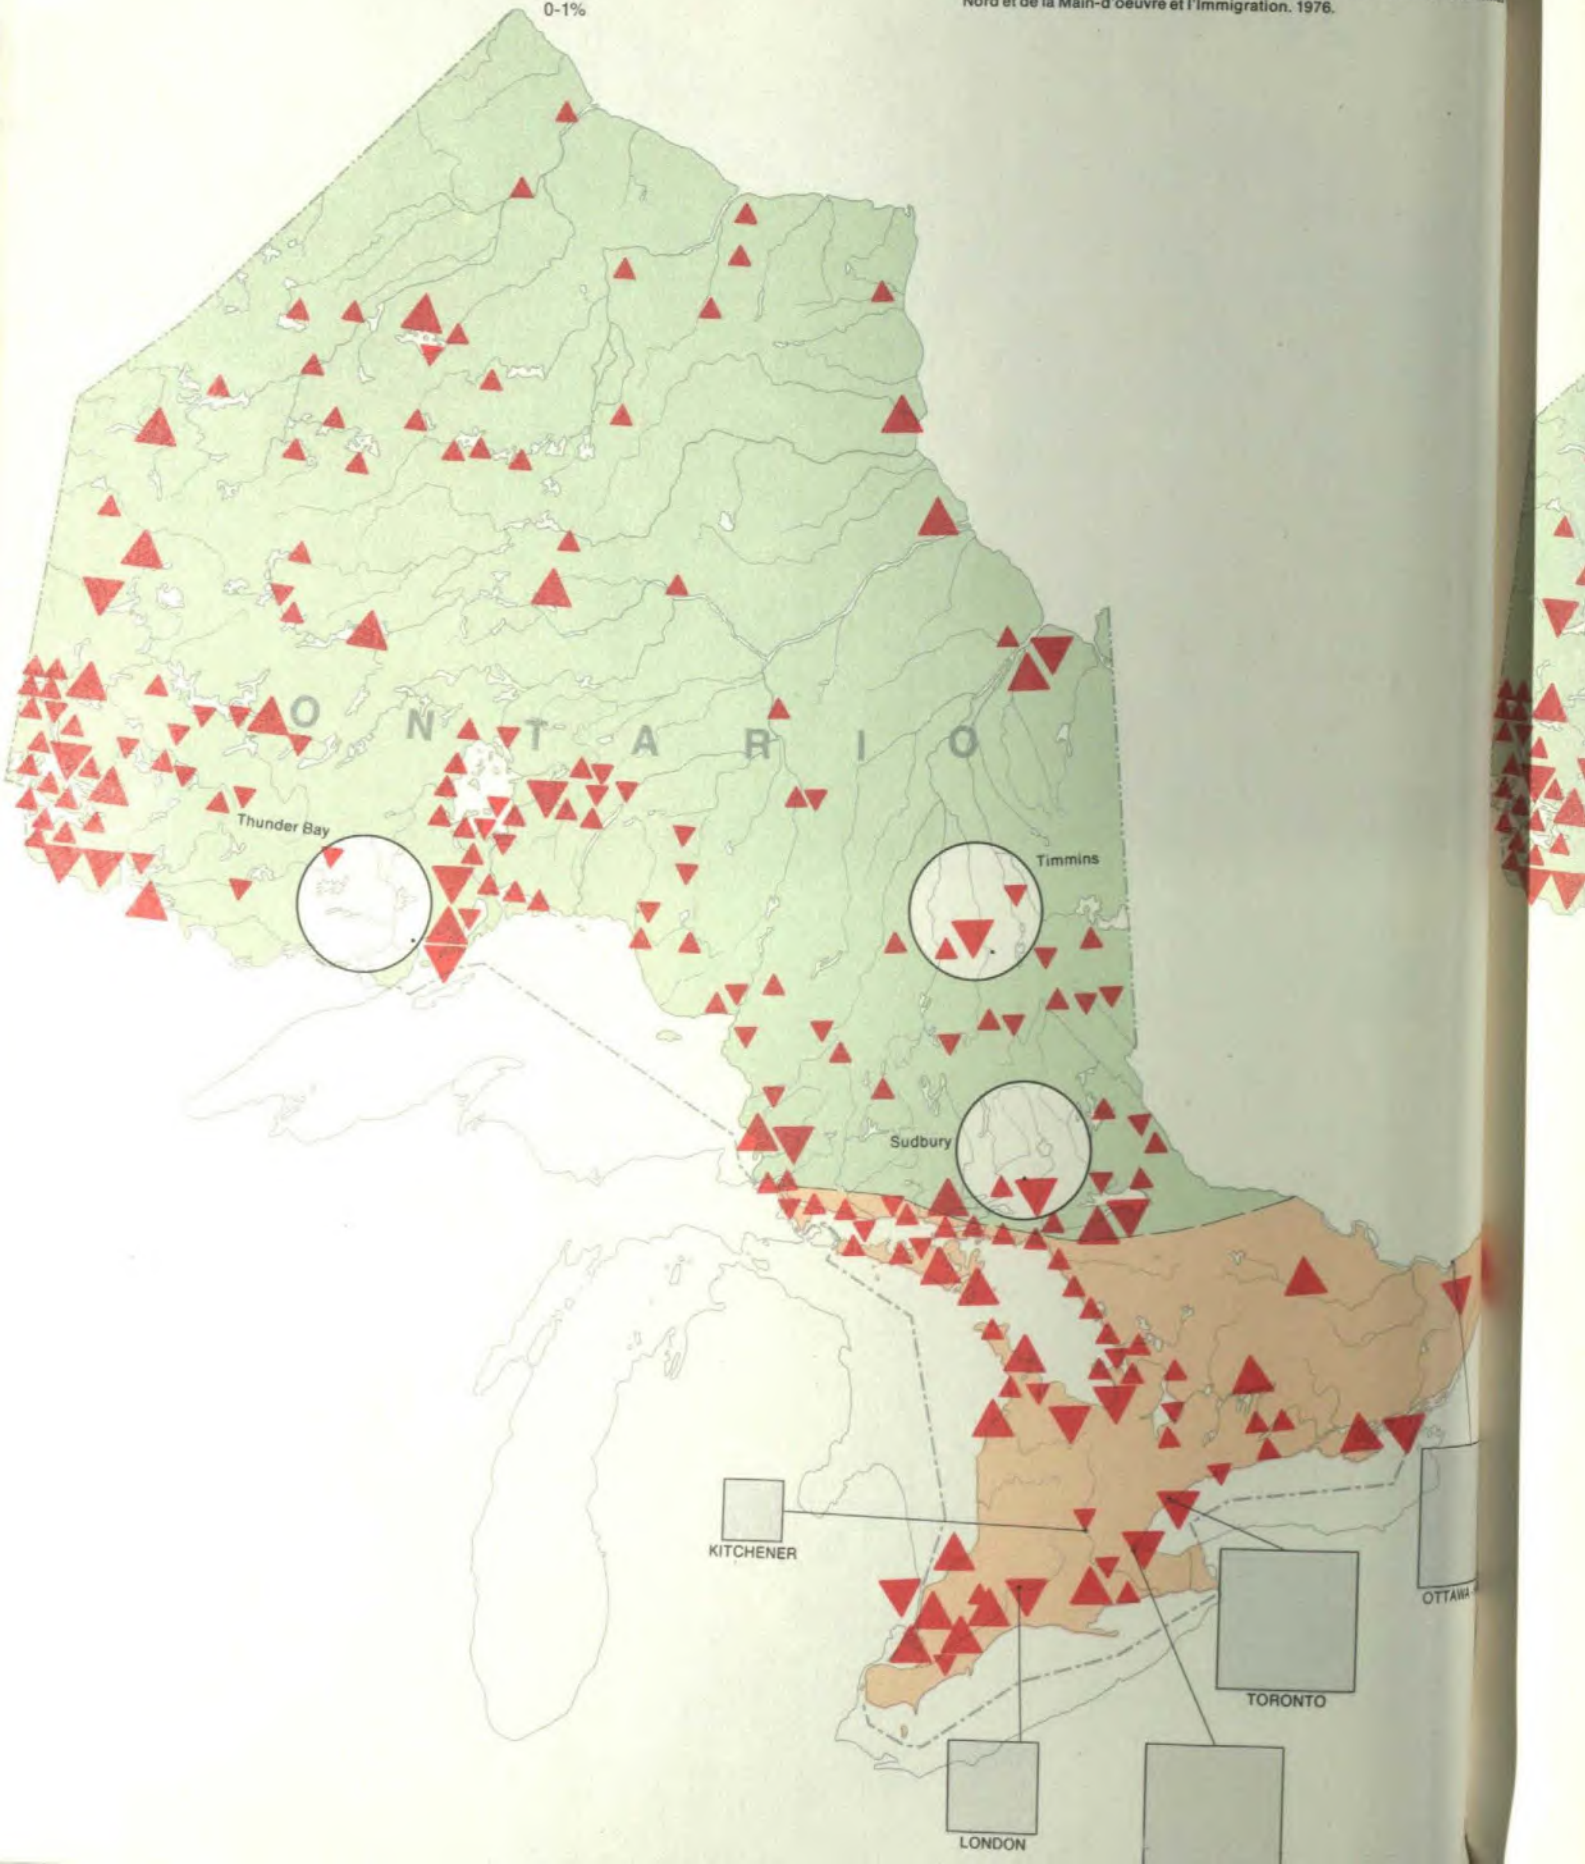 0-1%
Nord et de la Main-d'oeuvre et l'Immigration. 1976.
ONTARIO
Thunder Bay
Timmins
Sudbury
KITCHENER
OTTAWA
TORONTO
LONDON